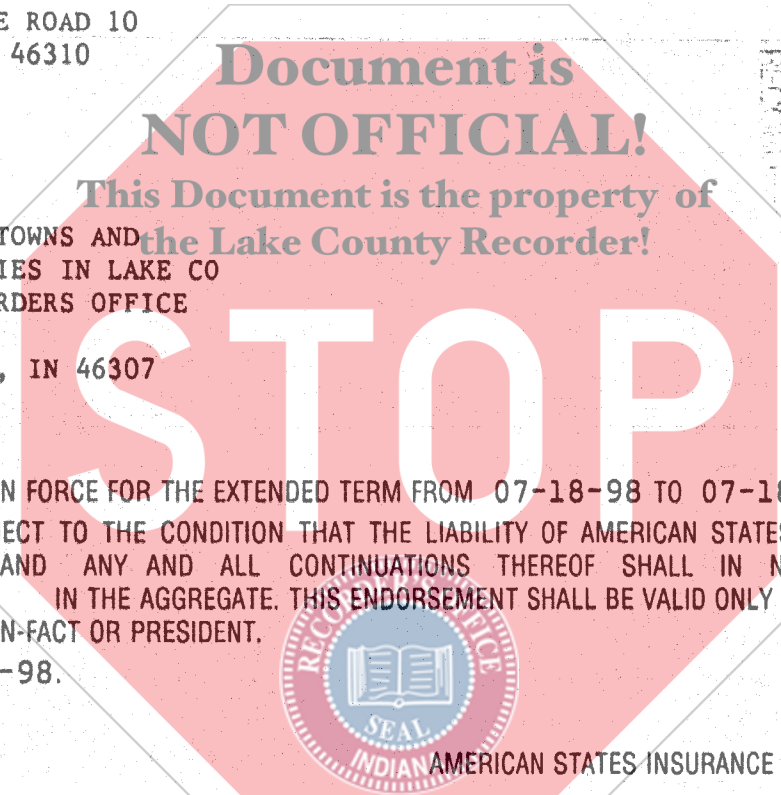 E ROAD 10
46310
Document is
NOT OFFICIAL!
This Document is the property of
the Lake County Recorder!
TOWNS AND
IES IN LAKE CO
RDERS OFFICE
, IN 46307
STOP
N FORCE FOR THE EXTENDED TERM FROM 07-18-98 TO 07-18
ECT TO THE CONDITION THAT THE LIABILITY OF AMERICAN STATES
AND ANY AND ALL CONTINUATIONS THEREOF SHALL IN N
IN THE AGGREGATE. THIS ENDORSEMENT SHALL BE VALID ONLY
N-FACT OR PRESIDENT.
-98.
RECORDER'S OFFICE
SEAL
INDIAN
AMERICAN STATES INSURANCE